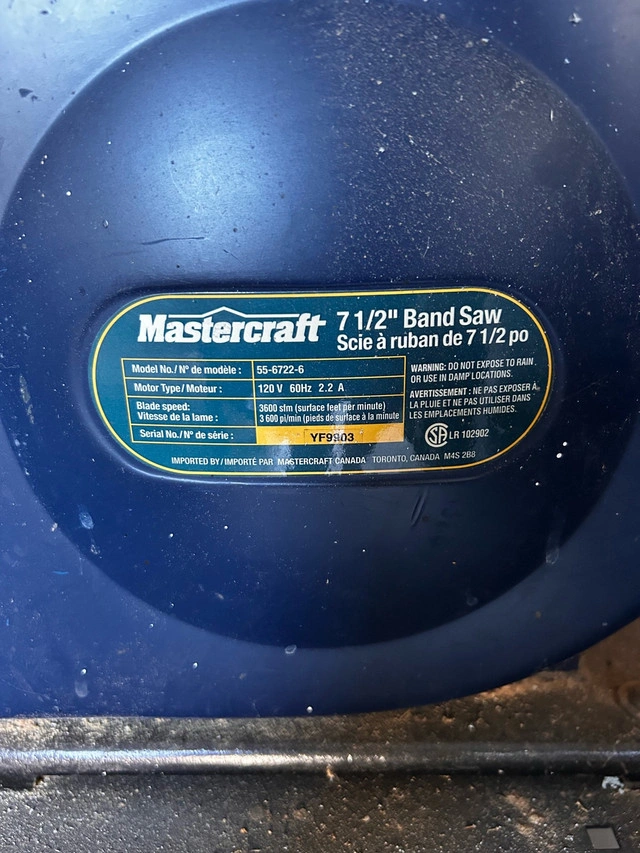 Mastercraft
7 1/2" Band Saw
Scie à ruban de 7 1/2 po
Model No./ N° de modèle : 55-6722-6
Motor Type/ Moteur : 120 V 60Hz 2.2 A
Blade speed: 3600 sfm (surface feet per minute)
Vitesse de la lame : 3 600 pi/min (pieds de surface à la minute
Serial No./ N° de série : YF9903
WARNING: DO NOT EXPOSE TO RAIN
OR USE IN DAMP LOCATIONS.
AVERTISSEMENT : NE PAS EXPOSER À
LA PLUIE ET NE PAS UTILISER DANS
LES EMPLACEMENTS HUMIDES.
SA LR 102902
IMPORTED BY/IMPORTÉ PAR MASTERCRAFT CANADA TORONTO, CANADA M4S 2B8